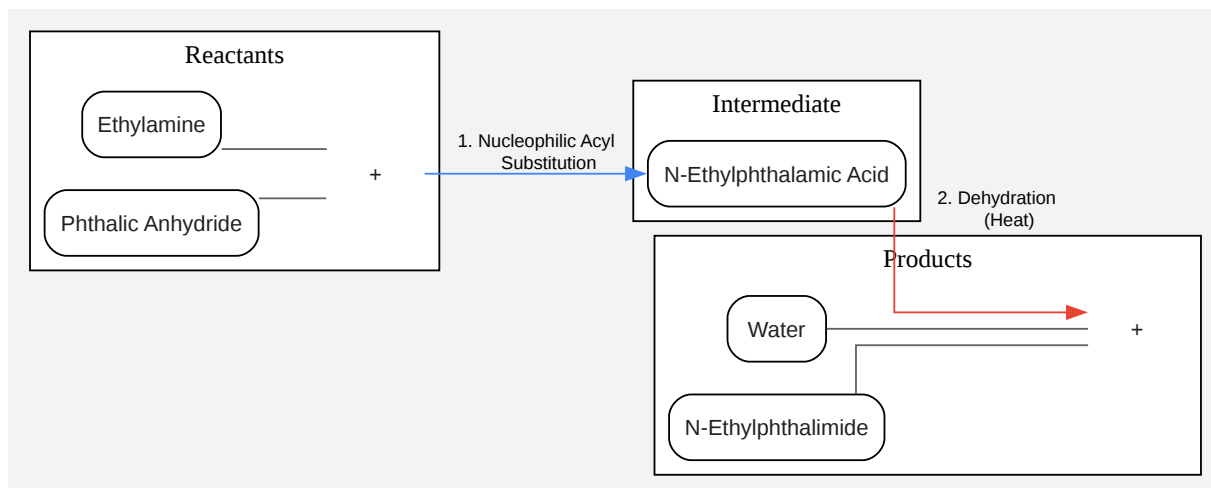 Reactants
Ethylamine
+
Phthalic Anhydride
1. Nucleophilic Acyl
Substitution
Intermediate
N-Ethylphthalamic Acid
2. Dehydration
(Heat)
Products
Water
+
N-Ethylphthalimide